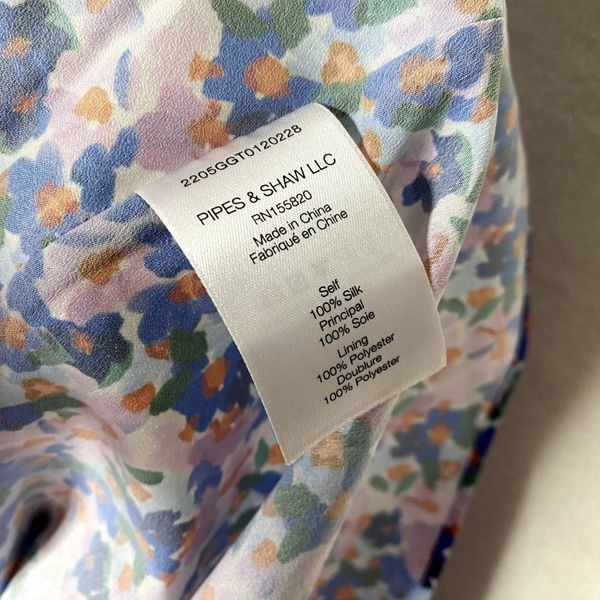 2205GGT0120228
PIPES & SHAW LLC
RN155820
Made in China
Fabriqué en Chine
Self
100% Silk
Principal
100% Soie
Lining
100% Polyester
Doublure
100% Polyester